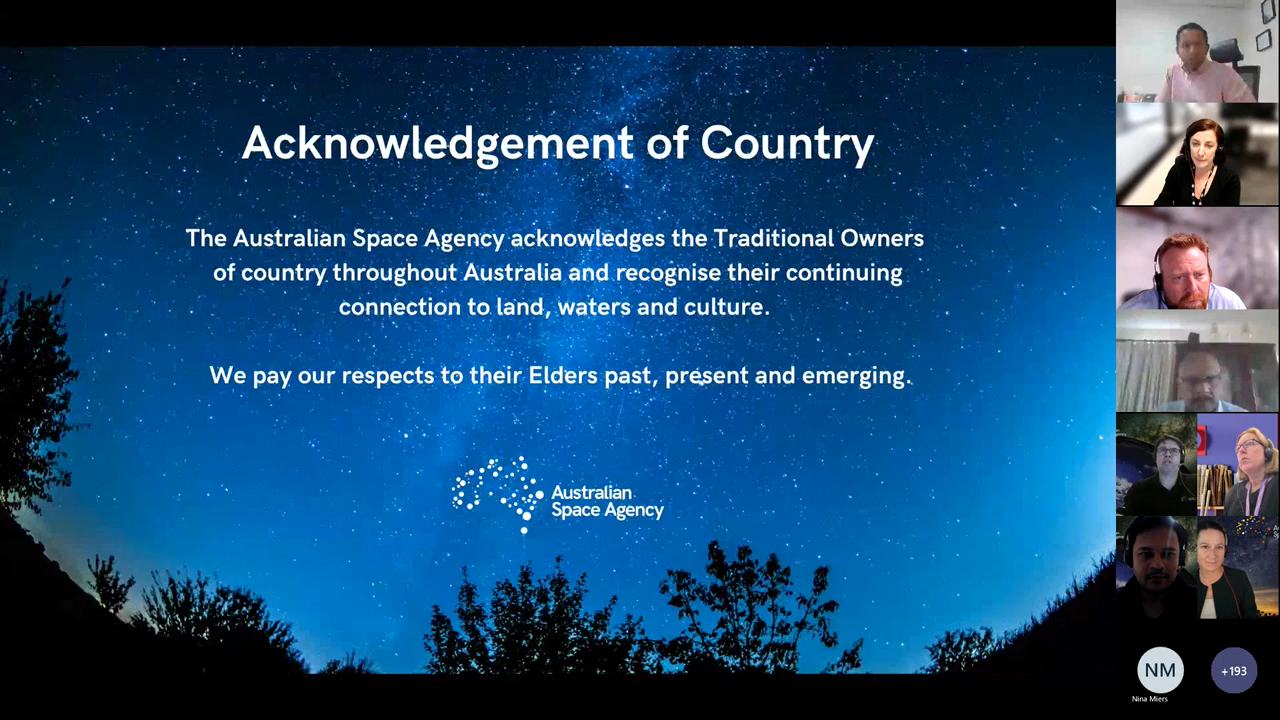 Acknowledgement of Country
The Australian Space Agency acknowledges the Traditional Owners
of country throughout Australia and recognise their continuing
connection to land, waters and culture.
We pay our respects to their Elders past, present and emerging.
Australian
Space Agency
NM
Nina Miers
+193